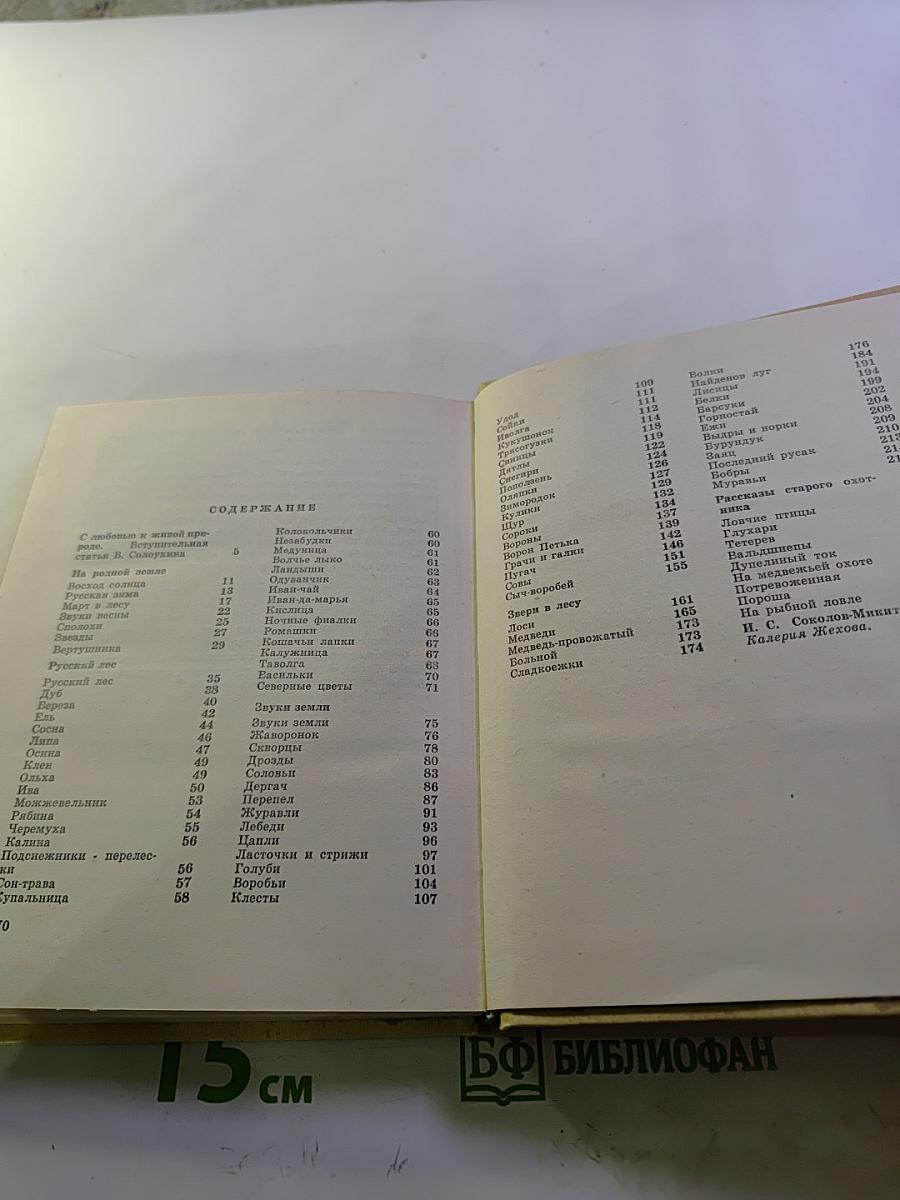 СОДЕРЖАНИЕ
С любовью к живой при-
роде. Вступительная
статья В. Солоухина 5
На родной земле
Восход солнца 11
Русская зима 13
Март в лесу 17
Звуки весны 22
Сполохи 25
Звезды 27
Вертушинка 29
Русский лес
Русский лес 35
Дуб 38
Береза 40
Ель 42
Сосна 44
Липа 46
Осина 47
Клен 49
Ольха 49
Ива 50
Можжевельник 53
Рябина 54
Черемуха 55
Калина 56
Подснежники - перелес-
ки 56
Сон-трава 57
Купальница 58
70
Колокольчики 60
Незабудки 60
Медуница 61
Волчье лыко 61
Ландыши 62
Одуванчик 63
Иван-чай 64
Иван-да-марья 65
Кислица 65
Ночные фиалки 66
Ромашки 66
Кошачьи лапки 67
Калужница 67
Таволга 68
Васильки 70
Северные цветы 71
Звуки земли
Звуки земли 75
Жаворонок 76
Скворцы 78
Дрозды 80
Соловьи 83
Дергач 86
Перепел 87
Журавли 91
Лебеди 93
Цапли 96
Ласточки и стрижи 97
Голуби 101
Воробьи 104
Клесты 107
Удод 109
Сойки 111
Иволга 111
Кукушонок 112
Трясогузки 114
Синицы 118
Дятлы 119
Снегири 122
Поползень 124
Оляпки 126
Зимородок 127
Кулики 129
Щур 132
Сороки 134
Вороны 137
Ворон Петька 139
Грачи и галки 142
Пугач 146
Совы 151
Сыч-воробей 155
Звери в лесу
Лоси 161
Медведи 165
Медведь-провожатый 173
Больной 173
Сладкоежки 174
Волки 176
Найденов луг 184
Лисицы 191
Белки 194
Барсуки 199
Горностай 202
Ежи 204
Выдры и норки 208
Бурундук 209
Заяц 210
Последний русак
Бобры
Муравьи
Рассказы старого охот-
ника
Ловчие птицы
Глухари
Тетерев
Вальдшнепы
Дупелиный ток
На медвежьей охоте
Потревоженная
Пороша
На рыбной ловле
И. С. Соколов-Микит
Калерия Жехова.
15 см
БФ БИБЛИОФАН